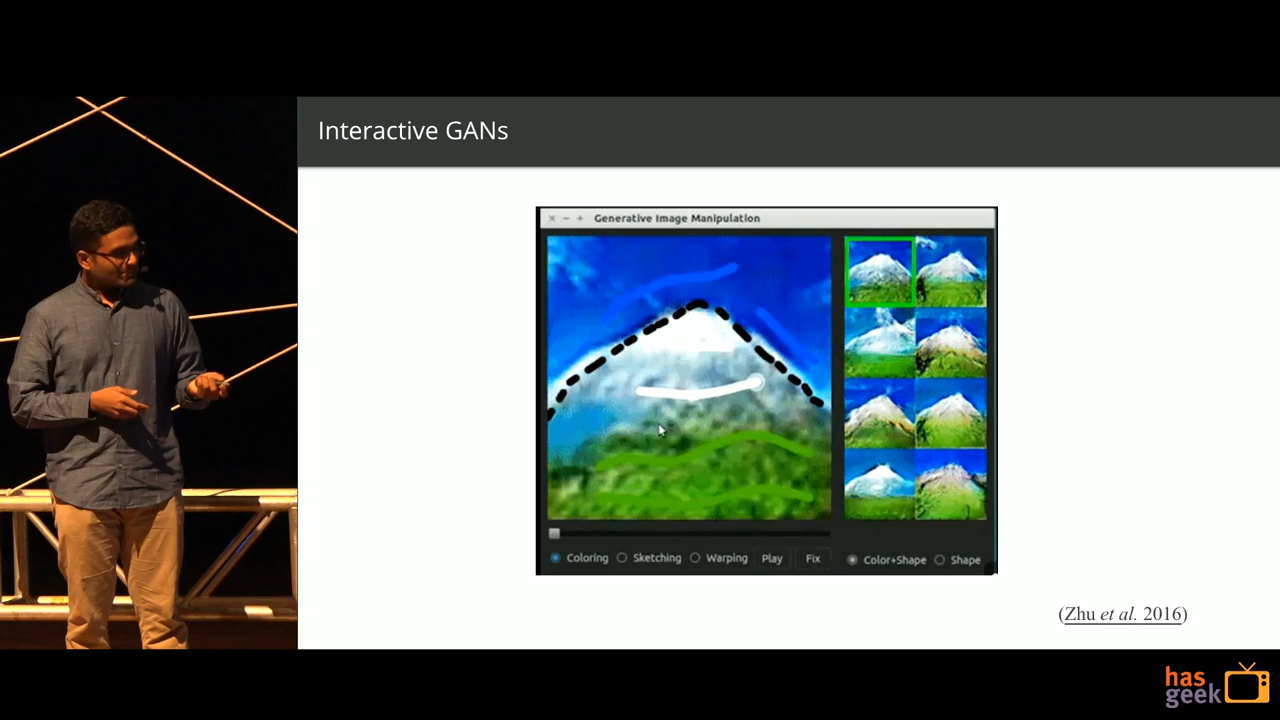 Interactive GANs
Generative Image Manipulation
Coloring Sketching Warping Play Fix Color+Shape Shape
(Zhu et al. 2016)
has
geek